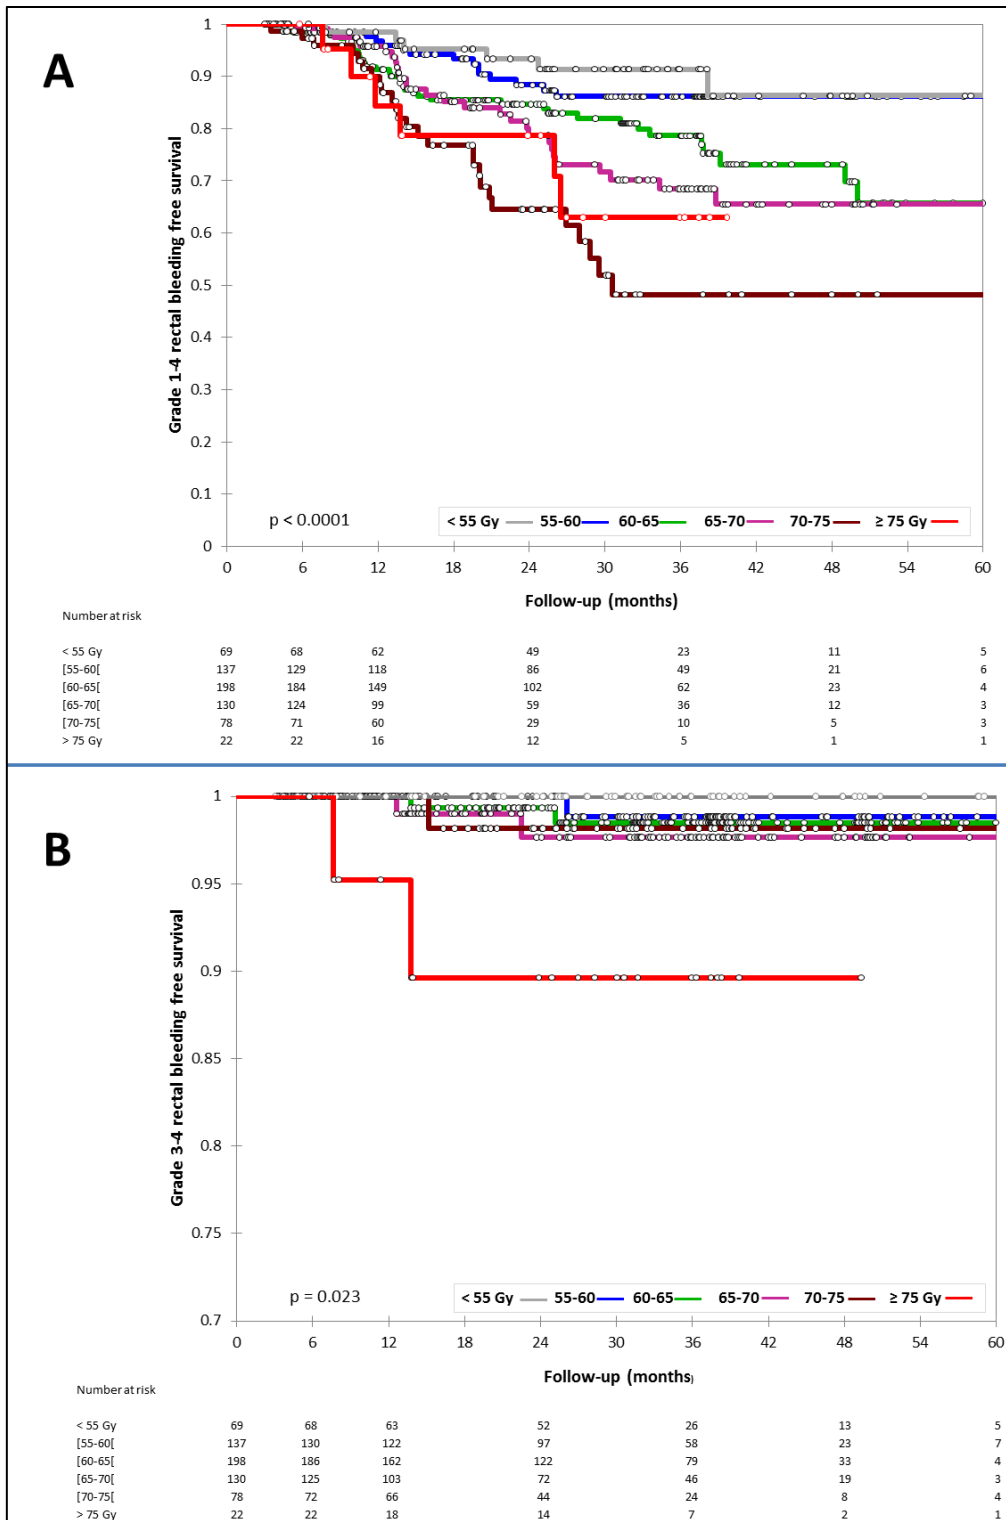 A
Grade 1-4 rectal bleeding free survival
1
0.9
0.8
0.7
0.6
0.5
0.4
0.3
0.2
0.1
0
p < 0.0001
< 55 Gy 55-60 60-65 65-70 70-75 ≥ 75 Gy
0 6 12 18 24 30 36 42 48 54 60
Follow-up (months)
Number at risk
< 55 Gy 69 68 62 49 23 11 5
[55-60[ 137 129 118 86 49 21 6
[60-65[ 198 184 149 102 62 23 4
[65-70[ 130 124 99 59 36 12 3
[70-75[ 78 71 60 29 10 5 3
> 75 Gy 22 22 16 12 5 1 1
B
Grade 3-4 rectal bleeding free survival
1
0.95
0.9
0.85
0.8
0.75
0.7
p = 0.023
< 55 Gy 55-60 60-65 65-70 70-75 ≥ 75 Gy
0 6 12 18 24 30 36 42 48 54 60
Follow-up (months)
Number at risk
< 55 Gy 69 68 63 52 26 13 5
[55-60[ 137 130 122 97 58 23 7
[60-65[ 198 186 162 122 79 33 4
[65-70[ 130 125 103 72 46 19 3
[70-75[ 78 72 66 44 24 8 4
> 75 Gy 22 22 18 14 7 2 1